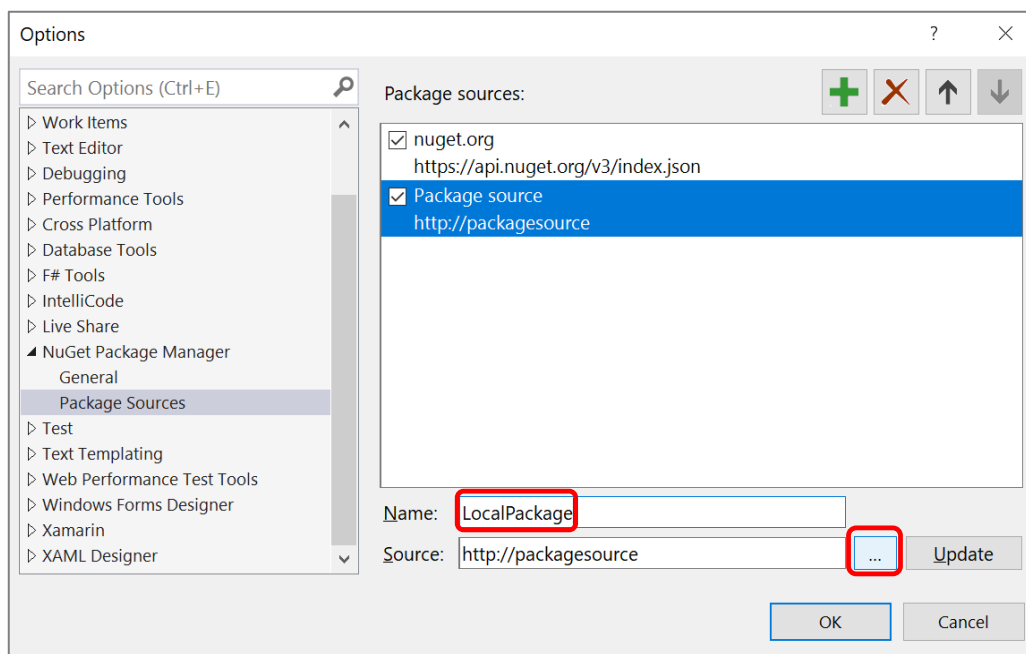 Options
?
Search Options (Ctrl+E)
Work Items
Text Editor
Debugging
Performance Tools
Cross Platform
Database Tools
F# Tools
IntelliCode
Live Share
NuGet Package Manager
General
Package Sources
Test
Text Templating
Web Performance Test Tools
Windows Forms Designer
Xamarin
XAML Designer
Package sources:
nuget.org
https://api.nuget.org/v3/index.json
Package source
http://packagesource
Name: LocalPackage
Source: http://packagesource ... Update
OK Cancel